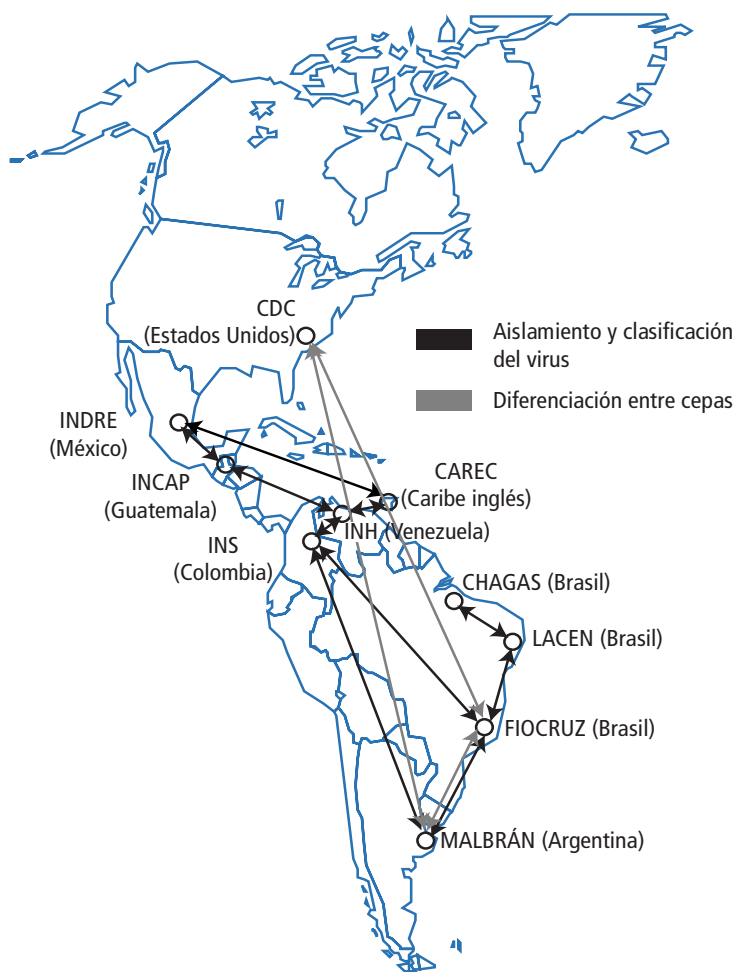 CDC
(Estados Unidos)
Aislamiento y clasificación
del virus
Diferenciación entre cepas
INDRE
(México)
INCAP
(Guatemala)
CAREC
(Caribe inglés)
INH (Venezuela)
INS
(Colombia)
CHAGAS (Brasil)
LACEN (Brasil)
FIOCRUZ (Brasil)
MALBRÁN (Argentina)